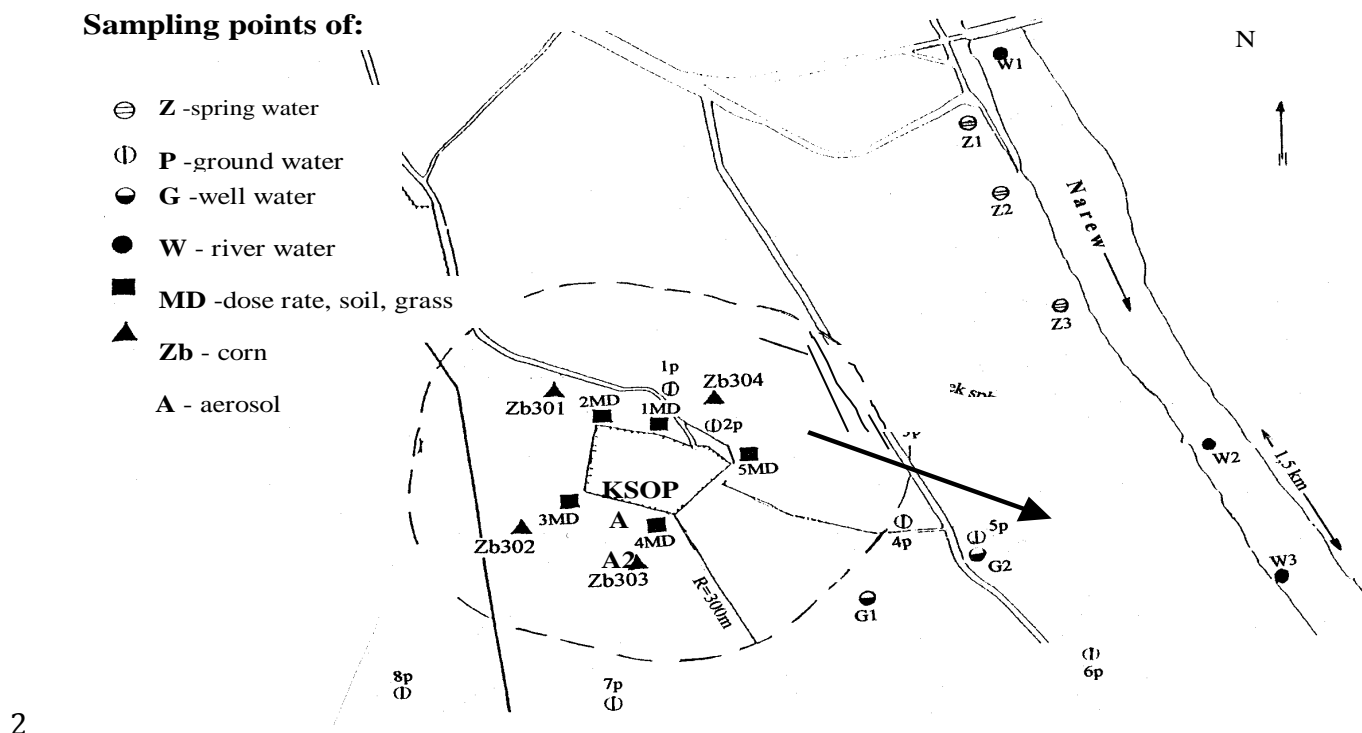 Sampling points of:
Z -spring water
P -ground water
G -well water
W - river water
MD -dose rate, soil, grass
Zb - corn
A - aerosol
N
W1
Z1
Z2
Narew
Z3
1p
Zb304
Zb301
2MD
1MD
2p
5MD
W2
1,5 km
KSOP
3MD
A
4MD
4p
5p
Zb302
A2
Zb303
G2
W3
R=300m
G1
6p
8p
7p
2